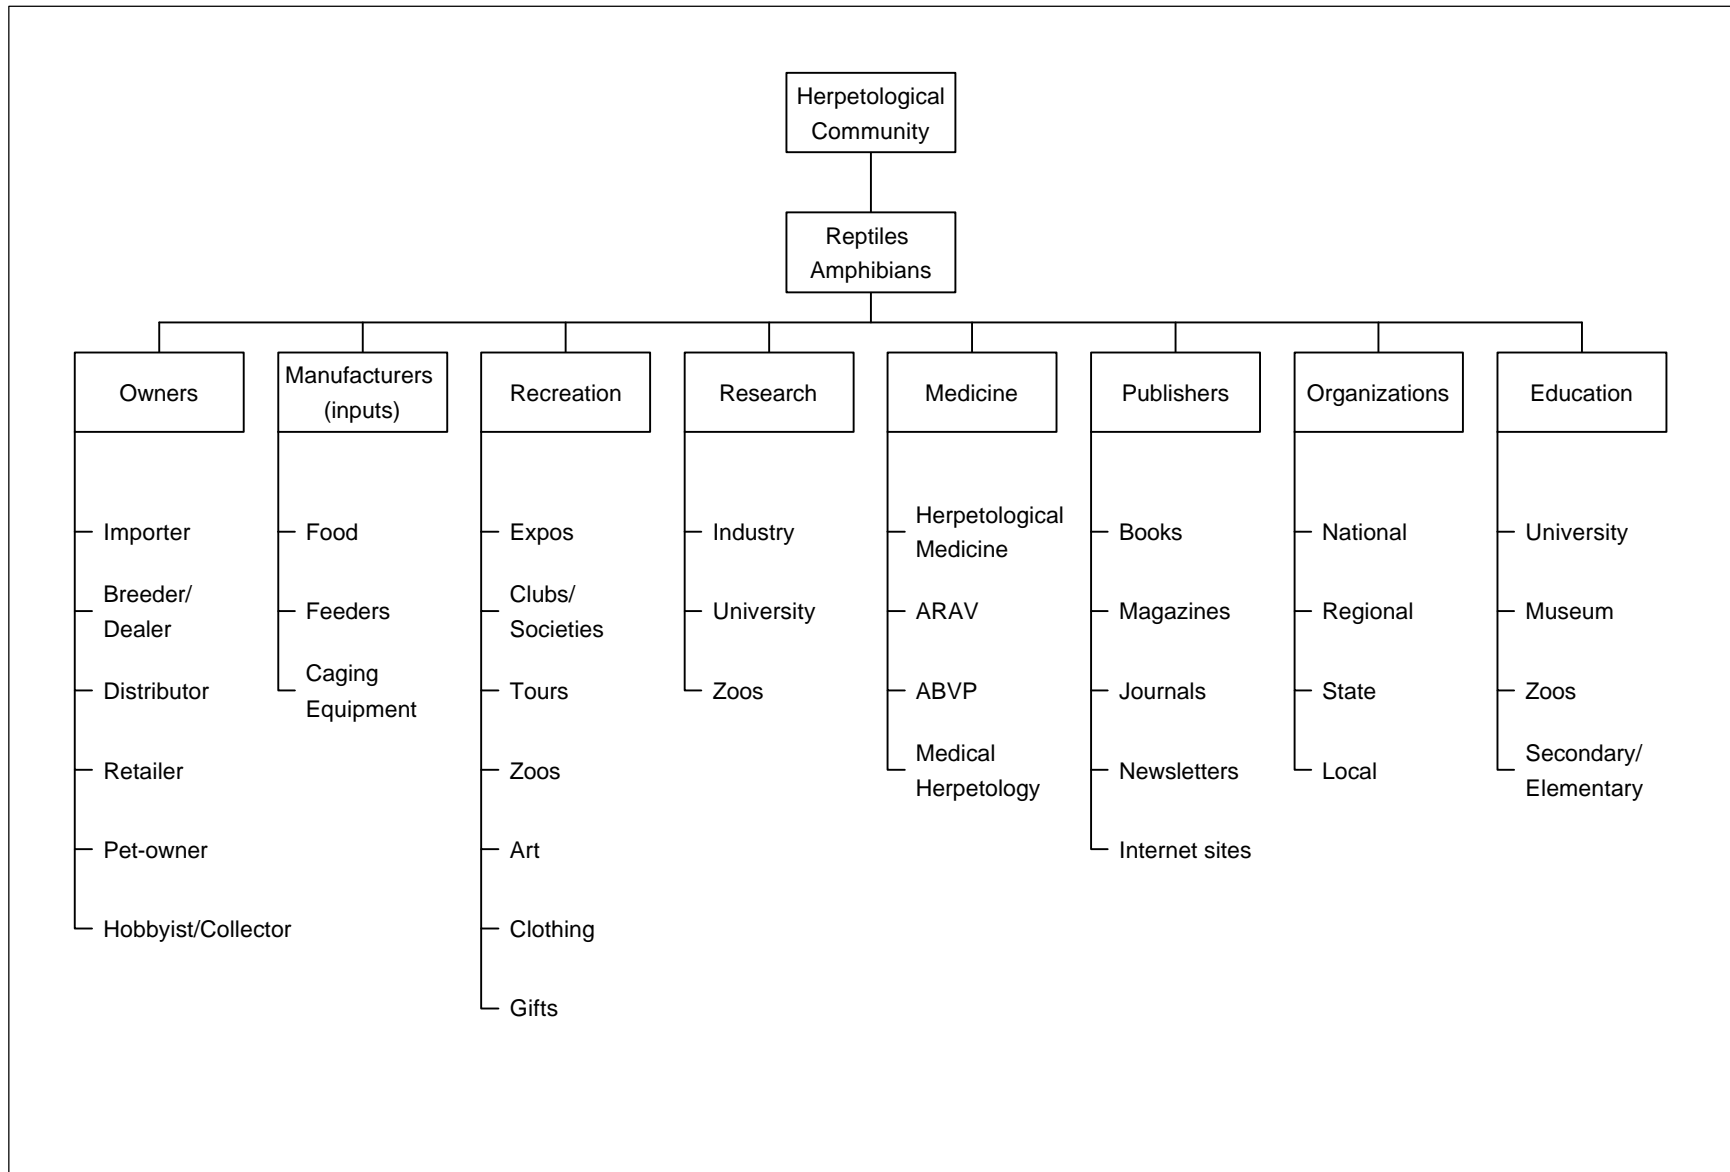 Herpetological
Community
Reptiles
Amphibians
Owners
Manufacturers
(inputs)
Recreation
Research
Medicine
Publishers
Organizations
Education
Importer
Breeder/
Dealer
Distributor
Retailer
Pet-owner
Hobbyist/Collector
Food
Feeders
Caging
Equipment
Expos
Clubs/
Societies
Tours
Zoos
Art
Clothing
Gifts
Industry
University
Zoos
Herpetological
Medicine
ARAV
ABVP
Medical
Herpetology
Books
Magazines
Journals
Newsletters
Internet sites
National
Regional
State
Local
University
Museum
Zoos
Secondary/
Elementary